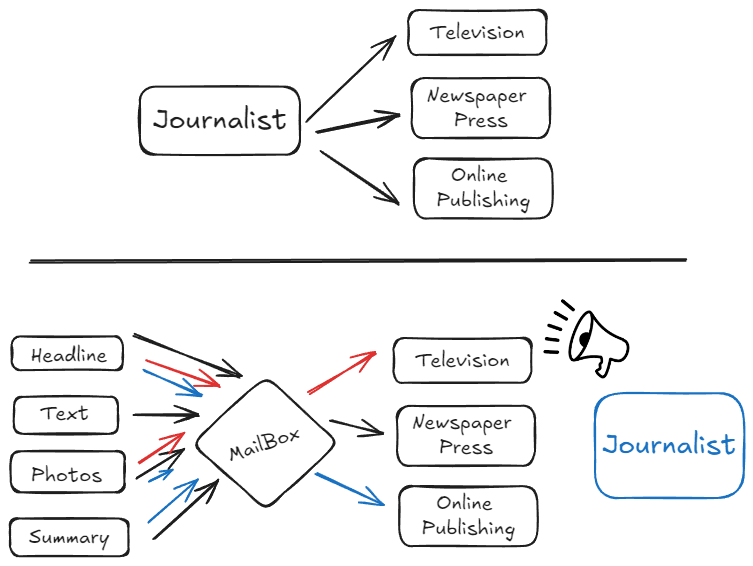 Television
Journalist
Newspaper
Press
Online
Publishing
Headline
Text
Photos
Summary
MailBox
Television
Newspaper
Press
Online
Publishing
Journalist